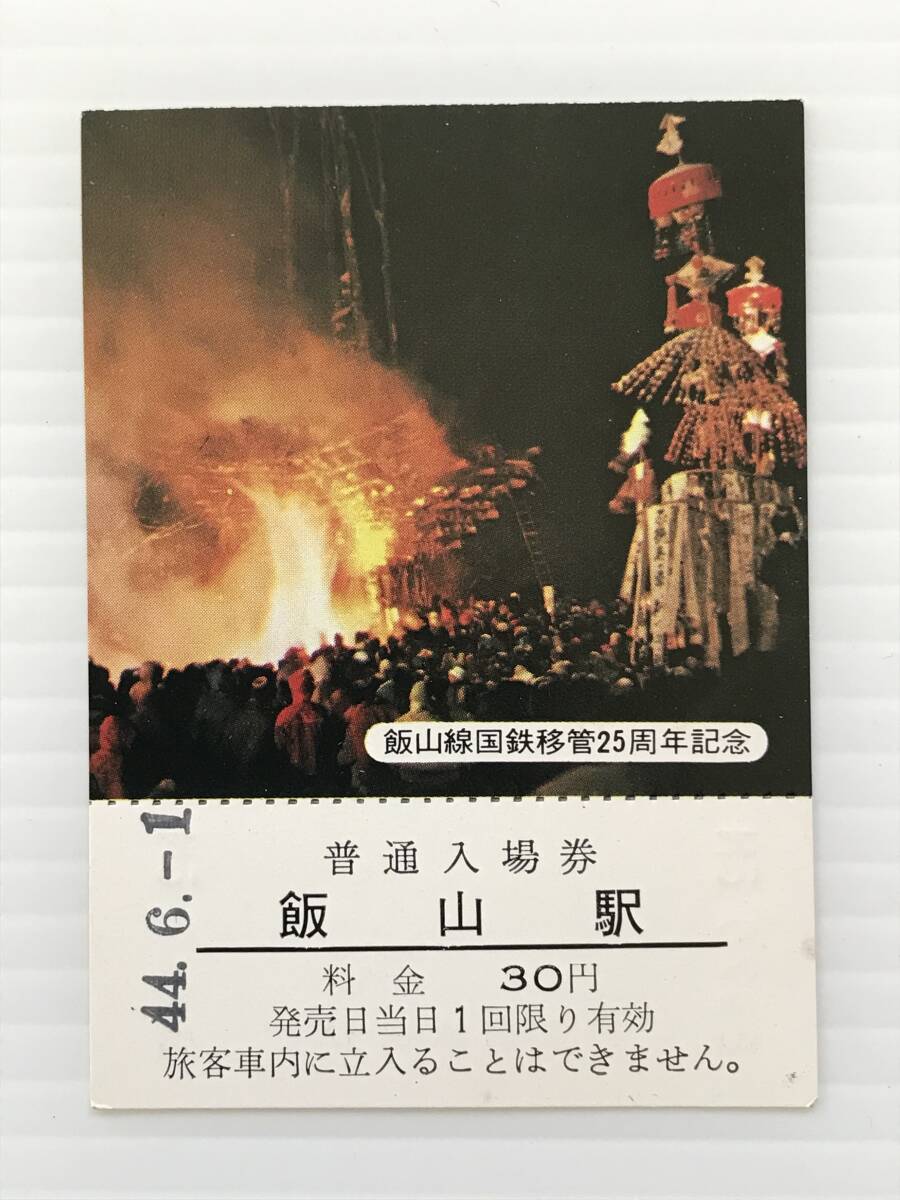 飯山線国鉄移管25周年記念
44.6.-1
普通入場券
飯山駅
料金 30円
発売日当日1回限り有効
旅客車内に立入ることはできません。